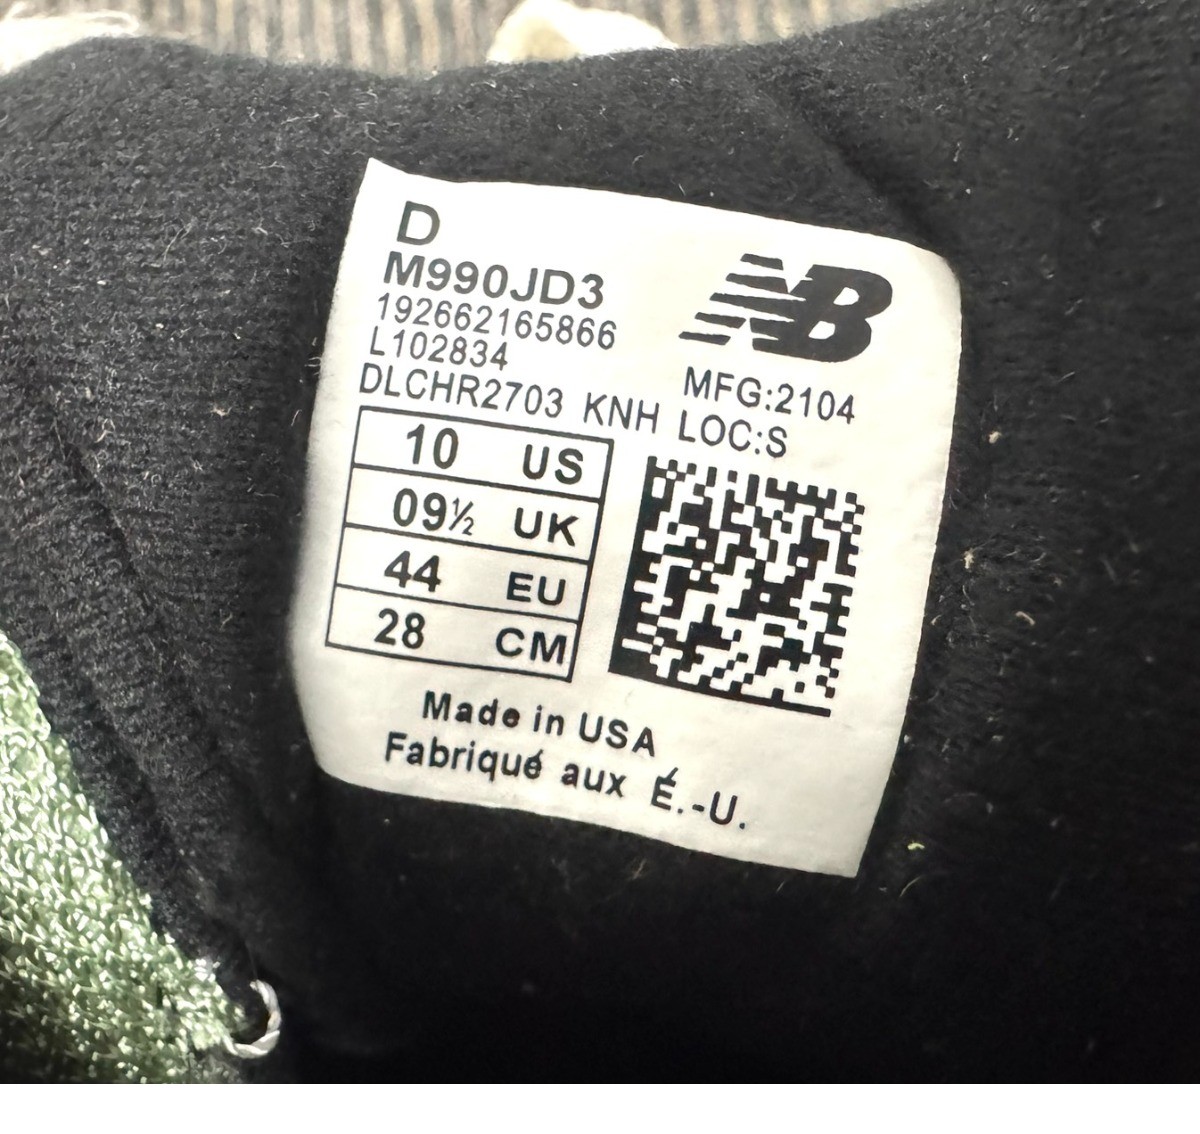 D
M990JD3
192662165866
L102834
DLCHR2703 KNH LOC:S
NB
MFG:2104
10 US
09½ UK
44 EU
28 CM
Made in USA
Fabriqué aux É.-U.